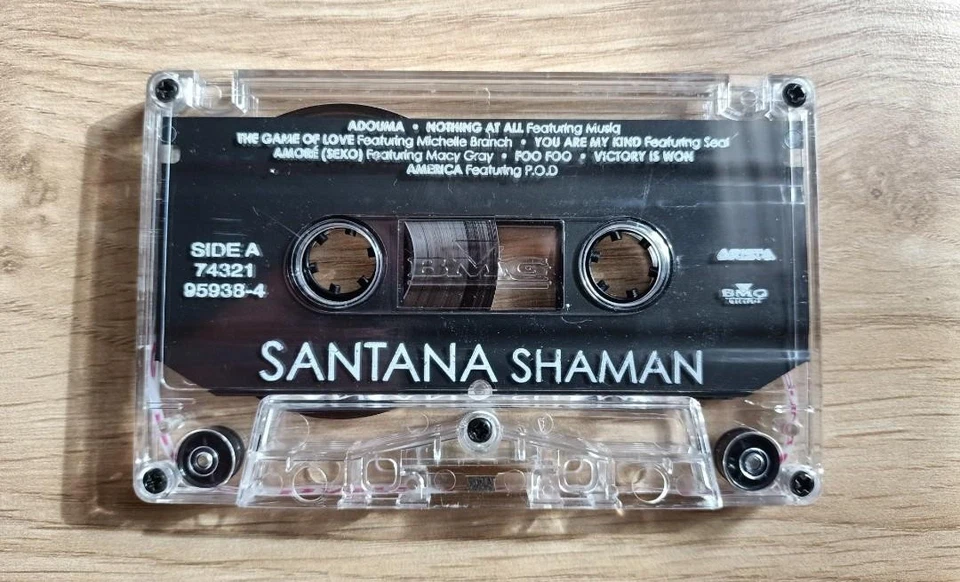 ADOUMA • NOTHING AT ALL Featuring Musiq
THE GAME OF LOVE Featuring Michelle Branch • YOU ARE MY KIND Featuring Seal
AMORÉ (SEXO) Featuring Macy Gray • FOO FOO • VICTORY IS WON
AMERICA Featuring P.O.D
SIDE A
74321
95938-4
BMG
ARISTA
BMG
SANTANA SHAMAN